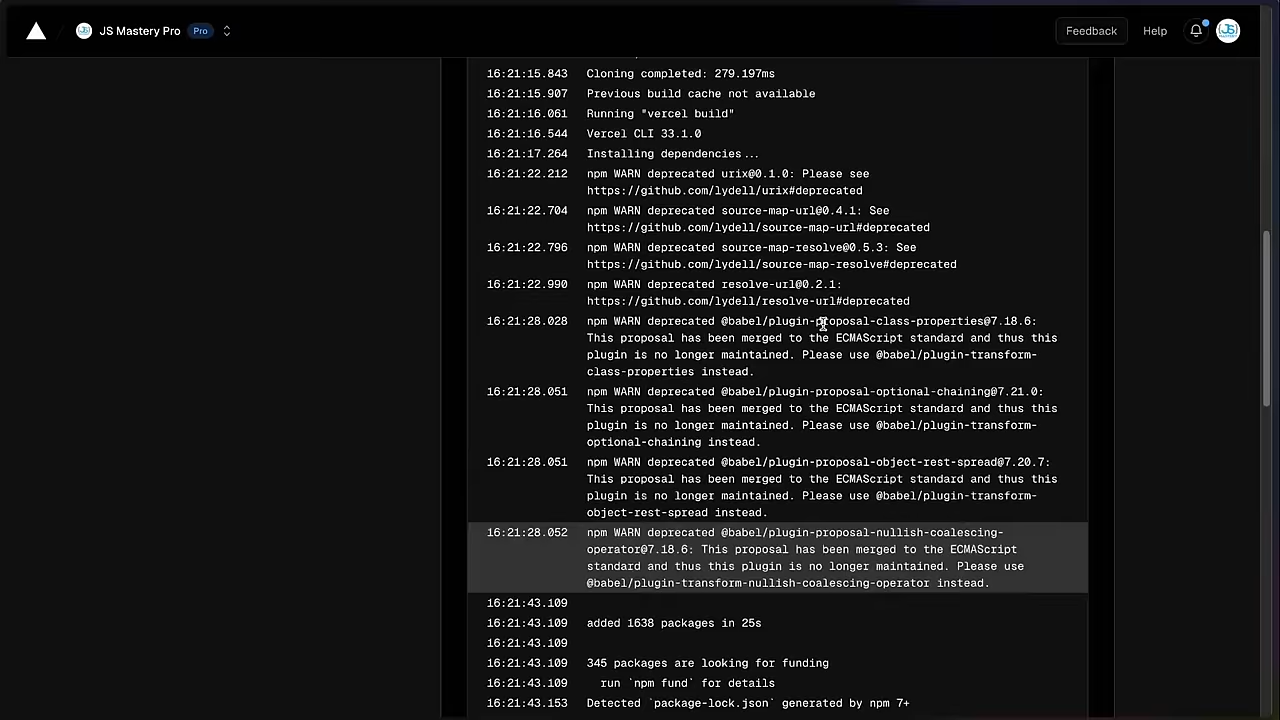 JS Mastery Pro Pro Feedback Help
16:21:15.843 Cloning completed: 279.197ms
16:21:15.907 Previous build cache not available
16:21:16.061 Running "vercel build"
16:21:16.544 Vercel CLI 33.1.0
16:21:17.264 Installing dependencies...
16:21:22.212 npm WARN deprecated urix@0.1.0: Please see
https://github.com/lydell/urix#deprecated
16:21:22.704 npm WARN deprecated source-map-url@0.4.1: See
https://github.com/lydell/source-map-url#deprecated
16:21:22.796 npm WARN deprecated source-map-resolve@0.5.3: See
https://github.com/lydell/source-map-resolve#deprecated
16:21:22.990 npm WARN deprecated resolve-url@0.2.1:
https://github.com/lydell/resolve-url#deprecated
16:21:28.028 npm WARN deprecated @babel/plugin-proposal-class-properties@7.18.6:
This proposal has been merged to the ECMAScript standard and thus this
plugin is no longer maintained. Please use @babel/plugin-transform-
class-properties instead.
16:21:28.051 npm WARN deprecated @babel/plugin-proposal-optional-chaining@7.21.0:
This proposal has been merged to the ECMAScript standard and thus this
plugin is no longer maintained. Please use @babel/plugin-transform-
optional-chaining instead.
16:21:28.051 npm WARN deprecated @babel/plugin-proposal-object-rest-spread@7.20.7:
This proposal has been merged to the ECMAScript standard and thus this
plugin is no longer maintained. Please use @babel/plugin-transform-
object-rest-spread instead.
16:21:28.052 npm WARN deprecated @babel/plugin-proposal-nullish-coalescing-
operator@7.18.6: This proposal has been merged to the ECMAScript
standard and thus this plugin is no longer maintained. Please use
@babel/plugin-transform-nullish-coalescing-operator instead.
16:21:43.109
16:21:43.109 added 1638 packages in 25s
16:21:43.109
16:21:43.109 345 packages are looking for funding
16:21:43.109 run `npm fund` for details
16:21:43.153 Detected `package-lock.json` generated by npm 7+